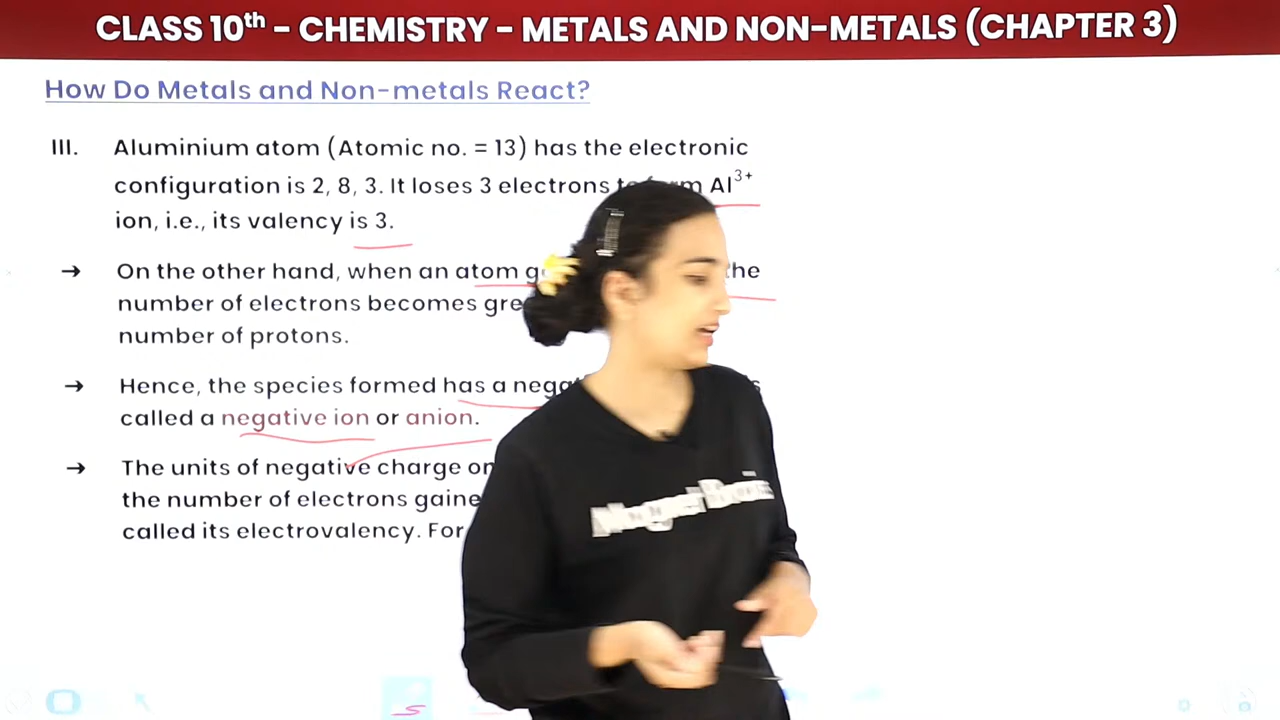 CLASS 10th - CHEMISTRY - METALS AND NON-METALS (CHAPTER 3)
How Do Metals and Non-metals React?
III. Aluminium atom (Atomic no. = 13) has the electronic
configuration is 2, 8, 3. It loses 3 electrons Al3+
ion, i.e., its valency is 3.
→ On the other hand, when an atom the
number of electrons becomes
number of protons.
→ Hence, the species formed has a
called a negative ion or anion.
→ The units of negative charge
the number of electrons
called its electrovalency. For